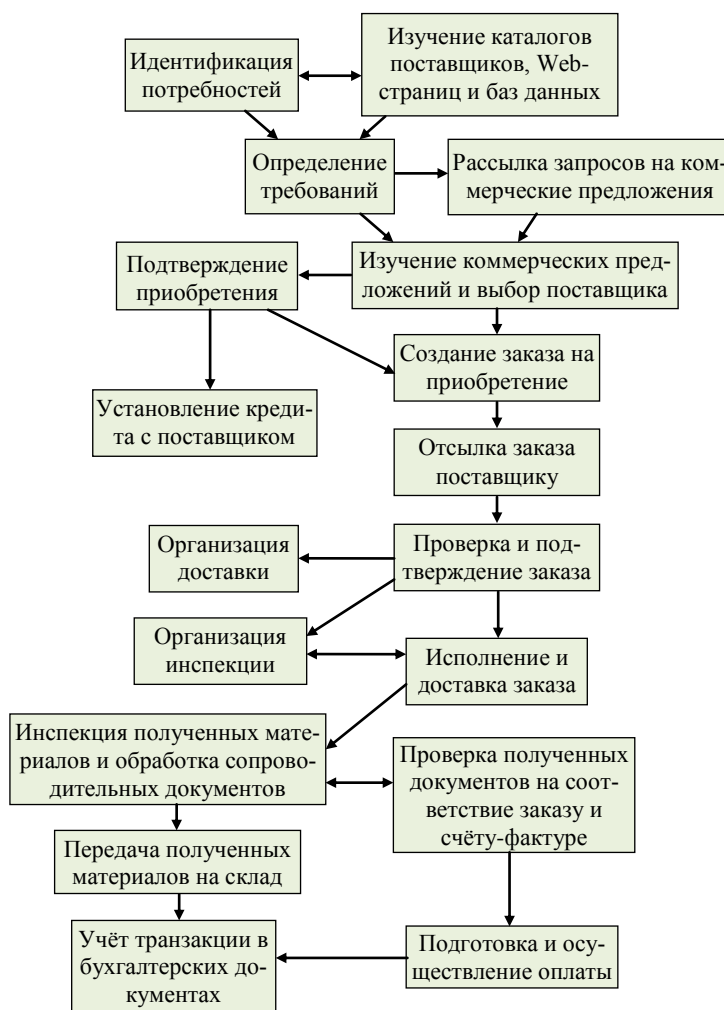 Идентификация
потребностей
Изучение каталогов
поставщиков, Web-
страниц и баз данных
Определение
требований
Рассылка запросов на ком-
мерческие предложения
Подтверждение
приобретения
Изучение коммерческих пред-
ложений и выбор поставщика
Создание заказа на
приобретение
Установление креди-
та с поставщиком
Отсылка заказа
поставщику
Организация
доставки
Проверка и под-
тверждение заказа
Организация
инспекции
Исполнение и
доставка заказа
Инспекция полученных мате-
риалов и обработка сопрово-
дительных документов
Проверка полученных
документов на соот-
ветствие заказу и
счёту-фактуре
Передача полученных
материалов на склад
Учёт транзакции в
бухгалтерских до-
кументах
Подготовка и осу-
ществление оплаты